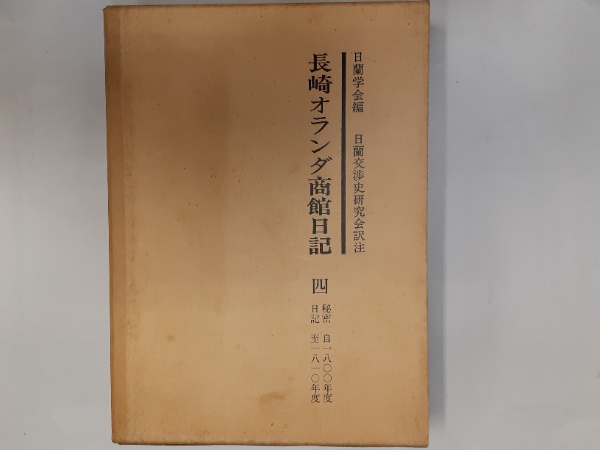 日蘭学会編 日蘭交渉史研究会訳注
長崎オランダ商館日記 四
秘密 自一八〇〇年度
日記 至一八一〇年度